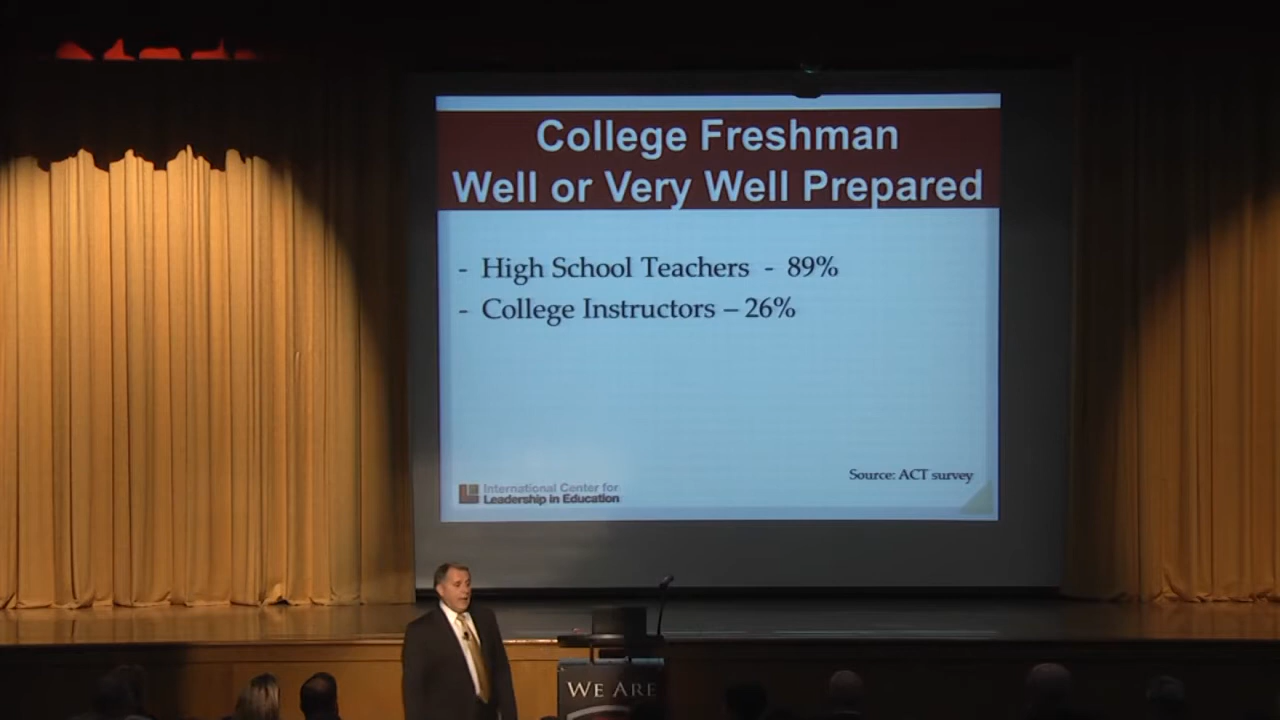 College Freshman
Well or Very Well Prepared
- High School Teachers - 89%
- College Instructors – 26%
Source: ACT survey
International Center for
Leadership in Education
WE ARE